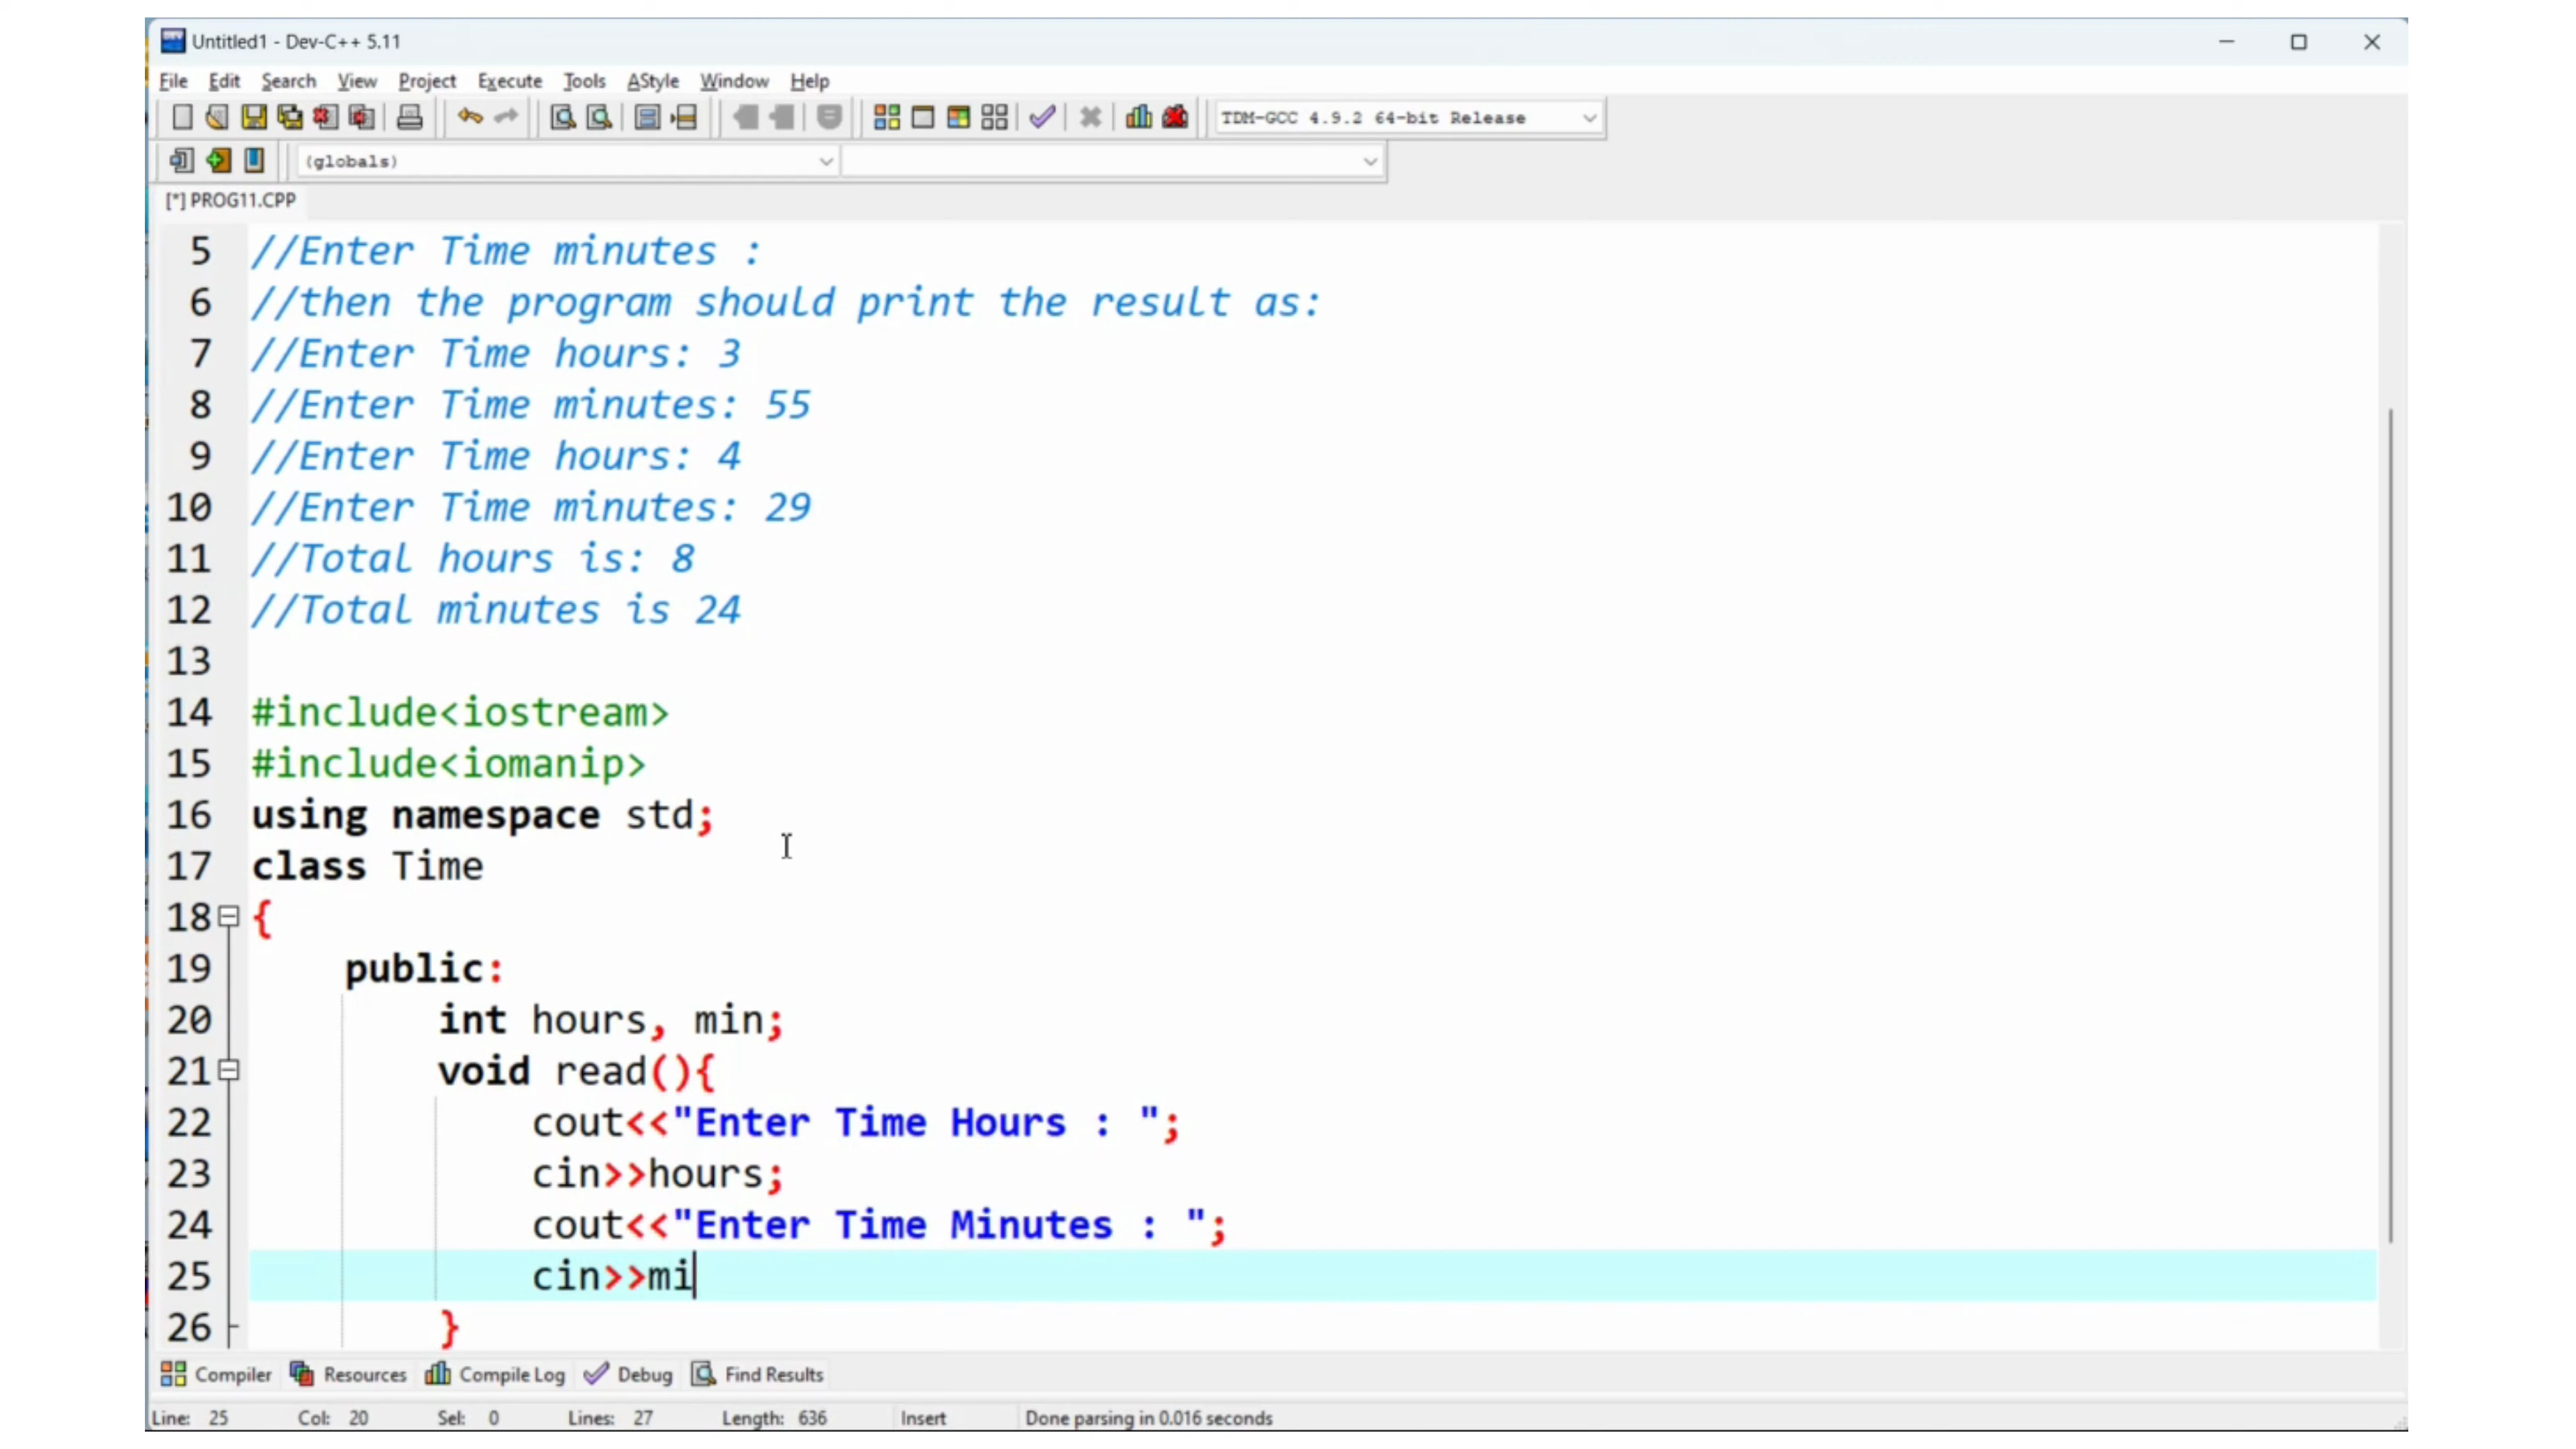 Untitled1 - Dev-C++ 5.11
File Edit Search View Project Execute Tools AStyle Window Help
TDM-GCC 4.9.2 64-bit Release
(globals)
[*] PROG11.CPP
5 //Enter Time minutes :
6 //then the program should print the result as:
7 //Enter Time hours: 3
8 //Enter Time minutes: 55
9 //Enter Time hours: 4
10 //Enter Time minutes: 29
11 //Total hours is: 8
12 //Total minutes is 24
13
14 #include<iostream>
15 #include<iomanip>
16 using namespace std;
17 class Time
18 {
19 public:
20 int hours, min;
21 void read(){
22 cout<<"Enter Time Hours : ";
23 cin>>hours;
24 cout<<"Enter Time Minutes : ";
25 cin>>mi
26 }
Compiler Resources Compile Log Debug Find Results
Line: 25 Col: 20 Sel: 0 Lines: 27 Length: 636 Insert Done parsing in 0.016 seconds